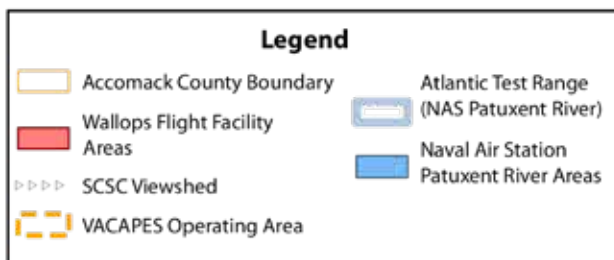 Legend
Accomack County Boundary
Wallops Flight Facility
Areas
SCSC Viewshed
VACAPES Operating Area
Atlantic Test Range
(NAS Patuxent River)
Naval Air Station
Patuxent River Areas